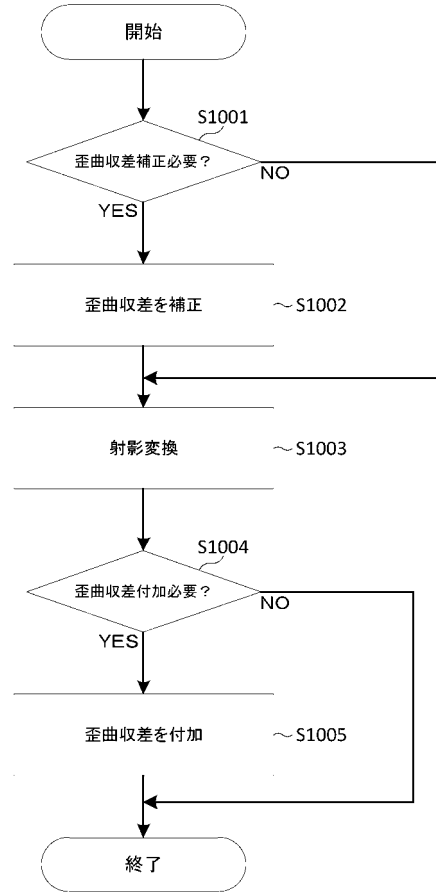 開始
S1001
歪曲収差補正必要？
NO
YES
歪曲収差を補正
S1002
射影変換
S1003
S1004
歪曲収差付加必要？
NO
YES
歪曲収差を付加
S1005
終了